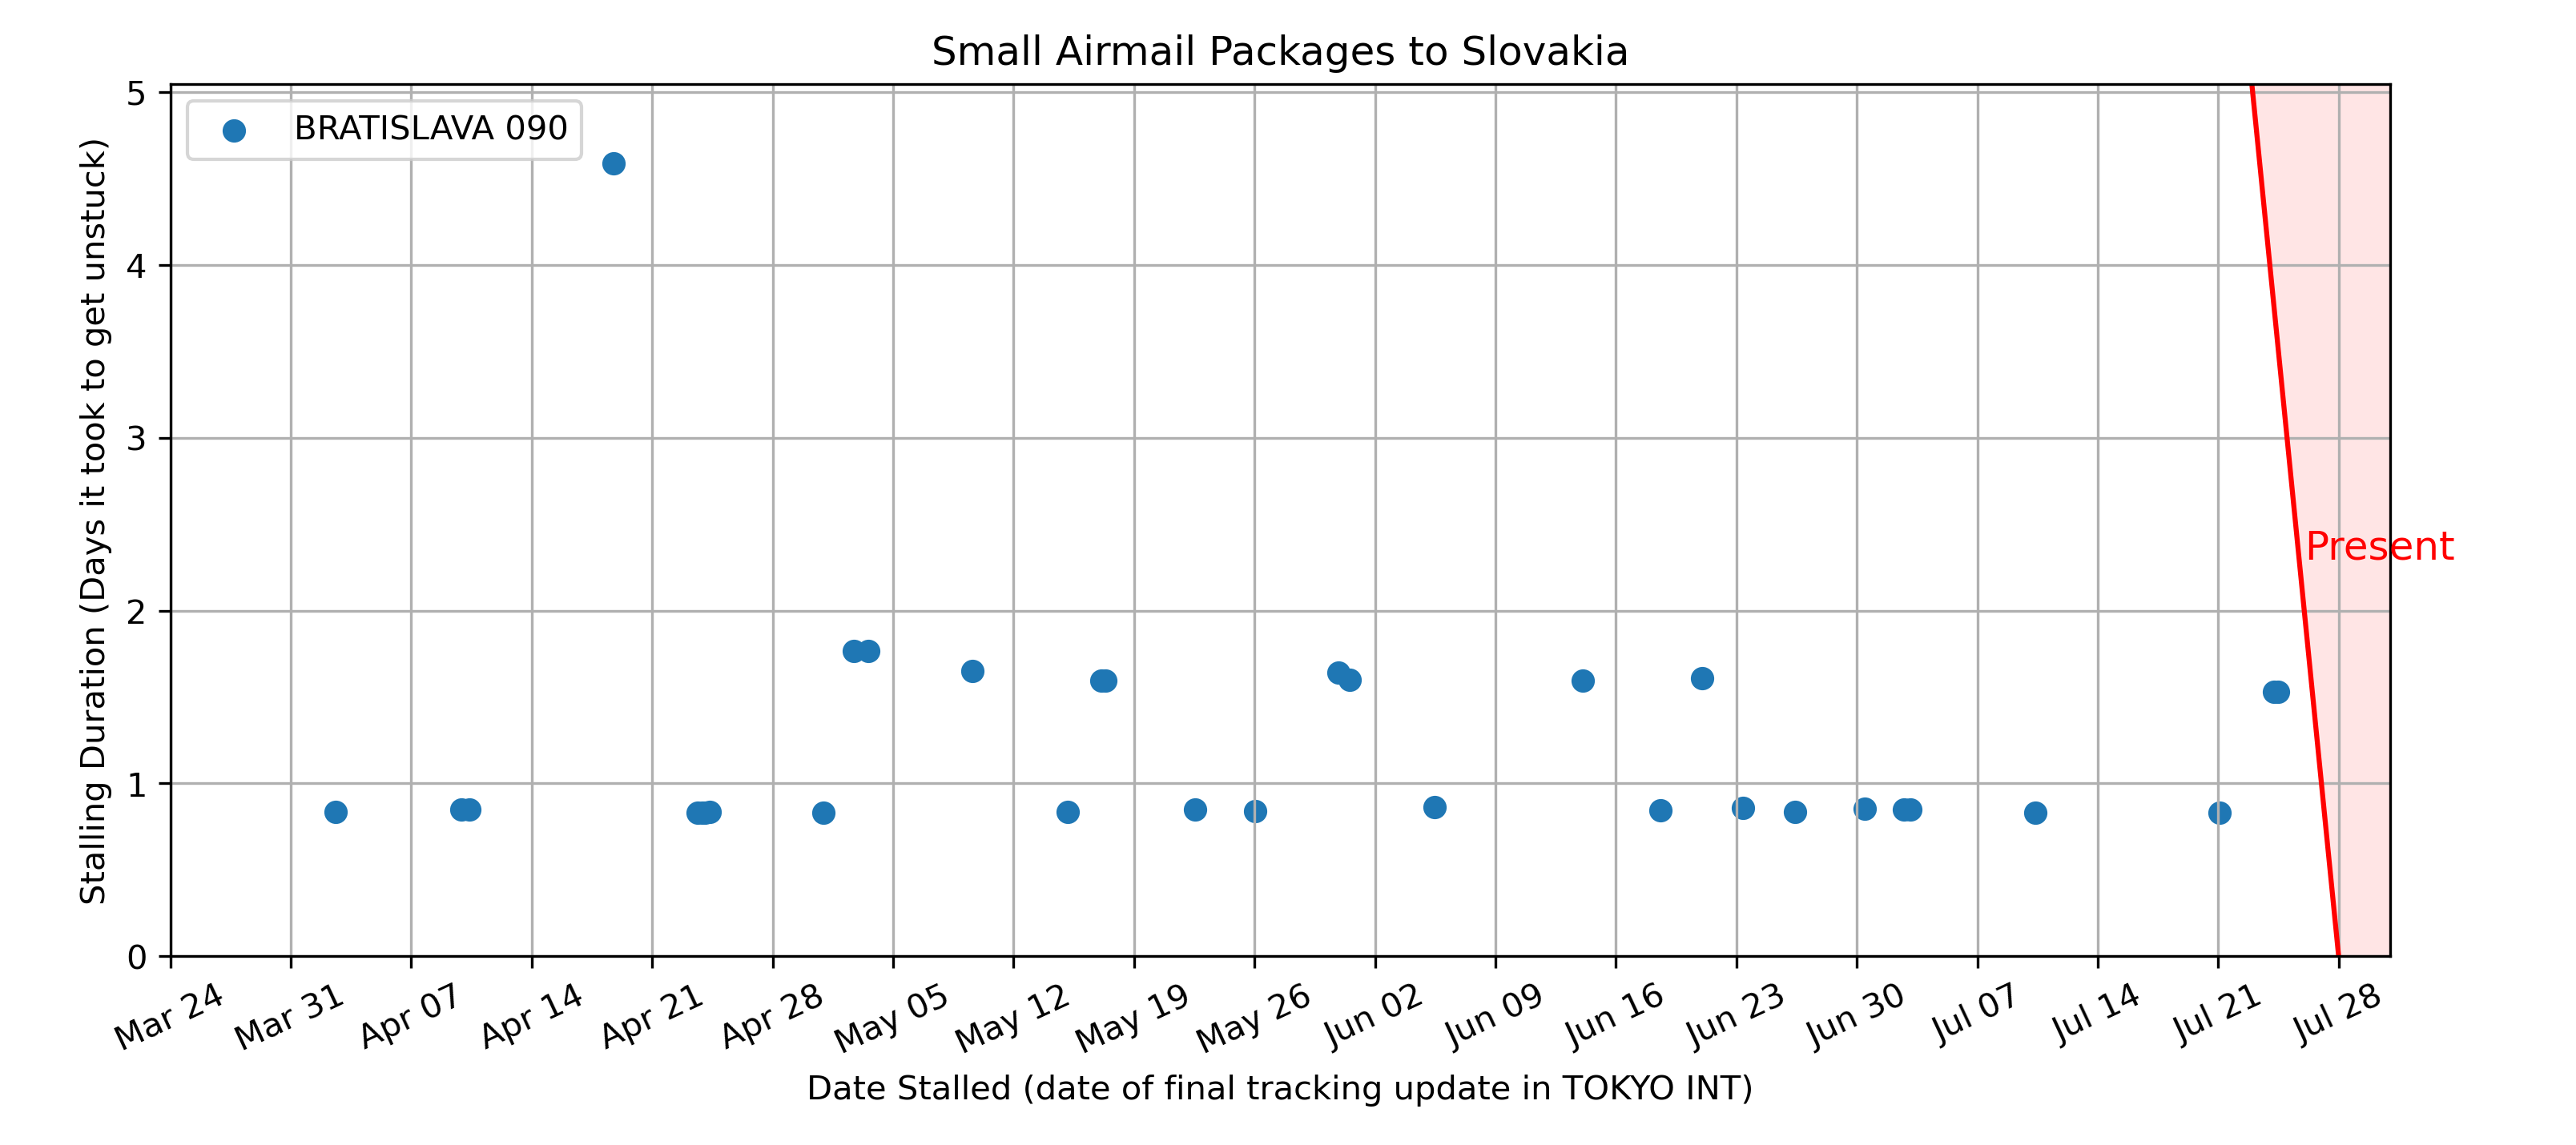 Small Airmail Packages to Slovakia
BRATISLAVA 090
Stalling Duration (Days it took to get unstuck)
5
4
3
2
1
0
Present
Mar 24
Mar 31
Apr 07
Apr 14
Apr 21
Apr 28
May 05
May 12
May 19
May 26
Jun 02
Jun 09
Jun 16
Jun 23
Jun 30
Jul 07
Jul 14
Jul 21
Jul 28
Date Stalled (date of final tracking update in TOKYO INT)